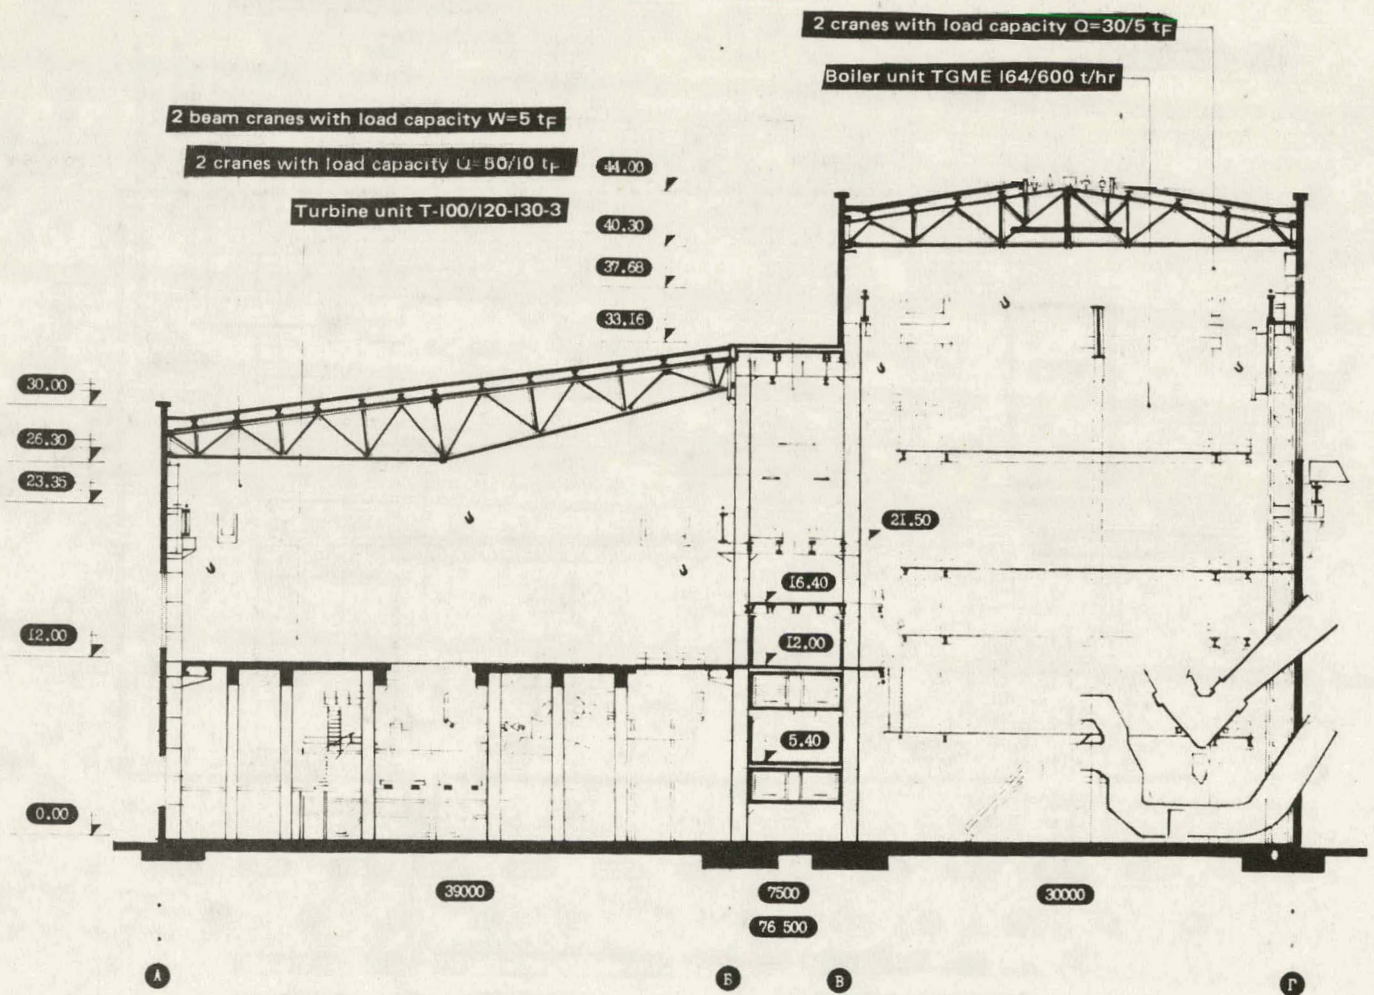 2 cranes with load capacity Q=30/5 tF
Boiler unit TGME I64/600 t/hr
2 beam cranes with load capacity W=5 tF
2 cranes with load capacity Q=50/I0 tF
Turbine unit T-I00/I20-I30-3
44.00
40.30
37.68
33.I6
30.00
26.30
23.35
2I.50
I6.40
I2.00
I2.00
5.40
0.00
39000
7500
30000
76 500
А
Б
В
Г